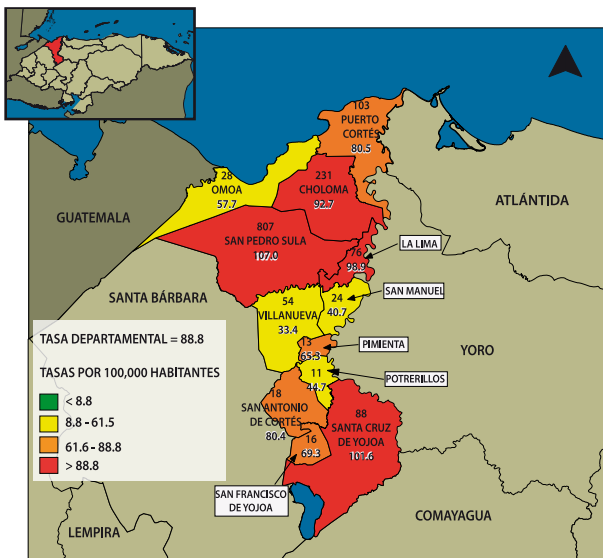 103
PUERTO
CORTÉS
80.5
28
OMOA
57.7
231
CHOLOMA
92.7
ATLÁNTIDA
GUATEMALA
807
SAN PEDRO SULA
107.0
76
98.9
LA LIMA
SANTA BÁRBARA
54
VILLANUEVA
33.4
24
40.7
SAN MANUEL
13
65.3
PIMIENTA
YORO
11
44.7
POTRERILLOS
18
SAN ANTONIO
DE CORTÉS
80.4
88
SANTA CRUZ
DE YOJOA
101.6
16
69.3
SAN FRANCISCO
DE YOJOA
TASA DEPARTAMENTAL = 88.8
TASAS POR 100,000 HABITANTES
< 8.8
8.8 - 61.5
61.6 - 88.8
> 88.8
LEMPIRA
COMAYAGUA